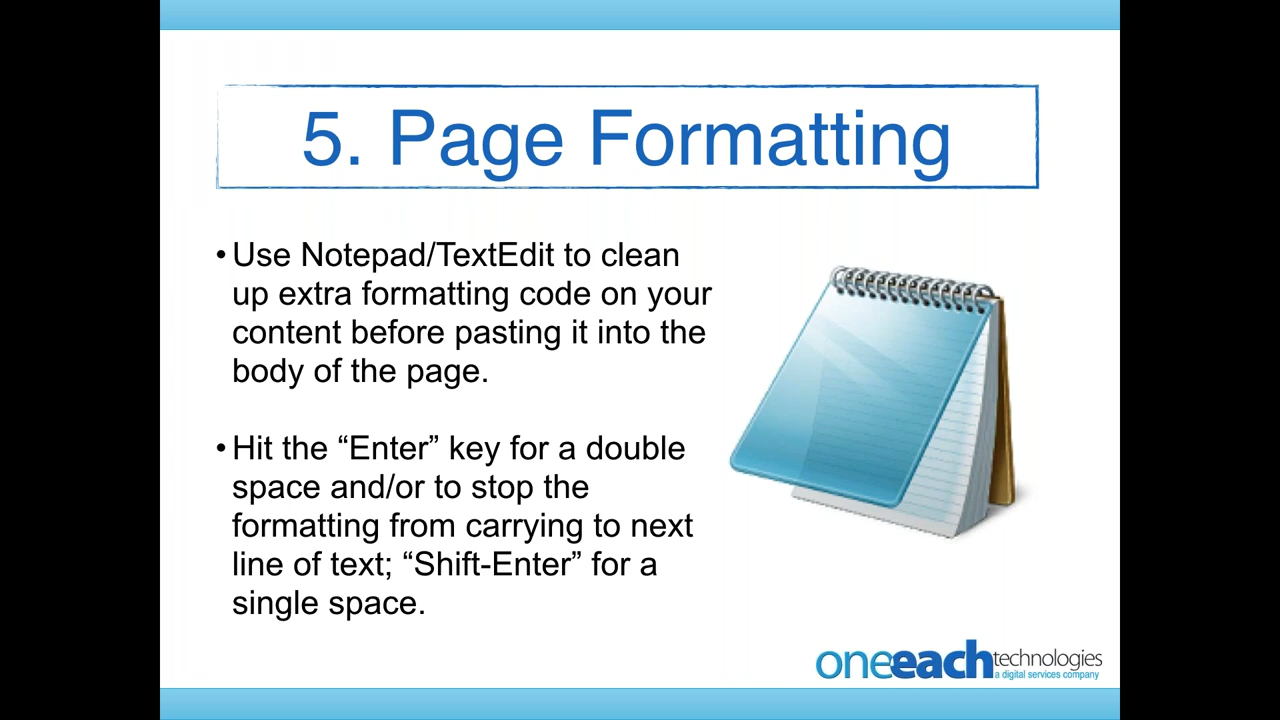 5. Page Formatting
•Use Notepad/TextEdit to clean
up extra formatting code on your
content before pasting it into the
body of the page.
•Hit the “Enter” key for a double
space and/or to stop the
formatting from carrying to next
line of text; “Shift-Enter” for a
single space.
oneeach technologies
a digital services company